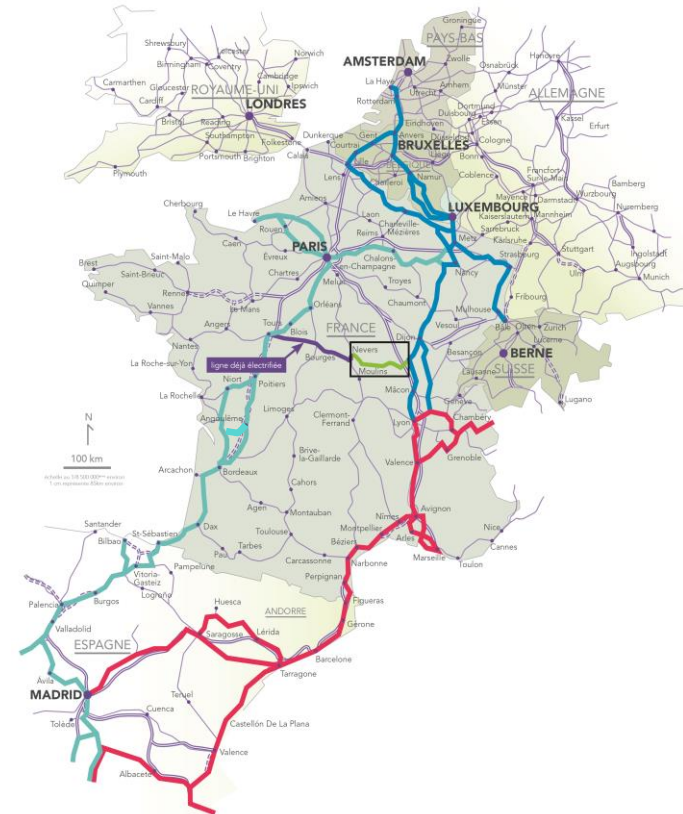 Groningue
Shrewsbury
Leicester
Norwich
PAYS-BAS
Birmingham
Coventry
Zwolle
Hanovre
AMSTERDAM
Osnabrück
Carmarthen
Cambridge
La Haye
Gloucester
Ipswich
Utrecht
Arnhem
Münster
Cardiff
ROYAUME-UNI
Rotterdam
ALLEMAGNE
LONDRES
Dortmund
Kassel
Bristol
Reading
Duisbourg
Essen
Erfurt
Southampton
Folkestone
Dunkerque
Gent
Anvers
Eindhoven
Düsseldorf
Portsmouth
Brighton
Calais
Courtrai
BRUXELLES
Cologne
Plymouth
Lille
BELGIQUE
Liège
Bonn
Lens
Charleroi
Namur
Coblence
Francfort-
Sur-le-Main
Bamberg
Amiens
LUXEMBOURG
Mayence
Darmstadt
Wurzbourg
Cherbourg
Le Havre
Laon
Charleville-
Mézières
Kaiserslautern
Mannheim
Nuremberg
Rouen
Reims
Metz
Sarrebruck
Caen
Karlsruhe
PARIS
Évreux
Chalons
en-Champagne
Strasbourg
Stuttgart
Ingolstadt
Brest
Saint-Malo
Nancy
Ulm
Augsbourg
Saint-Brieuc
Chartres
Melun
Troyes
Munich
Quimper
Rennes
Chaumont
Fribourg
Le Mans
Orléans
Mulhouse
Vannes
Vesoul
Angers
Tours
Blois
FRANCE
Dijon
Bâle
Olten
Zurich
Nantes
Nevers
Besançon
Lucerne
Bourges
BERNE
La Roche-sur-Yon
ligne déjà électrifiée
Moulins
Lausanne
SUISSE
Niort
Poitiers
Mâcon
Genève
Lugano
La Rochelle
Limoges
Clermont-
Ferrand
Lyon
Chambéry
N
Angoulême
100 km
Brive-
la-Gaillarde
Valence
Grenoble
Arcachon
Bordeaux
Cahors
Agen
Montauban
Avignon
Santander
Dax
Nîmes
Nice
St-Sébastien
Toulouse
Montpellier
Bilbao
Béziers
Cannes
Pau
Tarbes
Marseille
Toulon
Vitoria-
Gasteiz
Pampelune
Carcassonne
Narbonne
Palencia
Burgos
Logroño
Perpignan
Huesca
ANDORRE
Figueras
Valladolid
Gérone
ESPAGNE
Saragosse
Lérida
Ávila
Barcelone
MADRID
Tarragone
Teruel
Tolède
Cuenca
Castellón De La Plana
Valence
Albacete